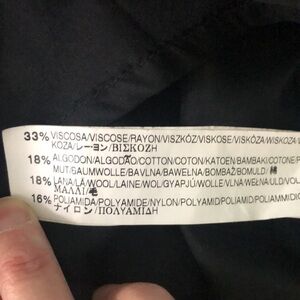 33% VISCOSA/VISCOSE/RAYON/VISZKÓZ/VISKOSE/VISKÓZA/WISKOZA/
KOZA/レーヨン/ΒΙΣΚΟΖΗ
18% ALGODON/ALGODÃO/COTTON/COTON/KATOEN/BAMBAKI/COTONE/
MUT/BAUMWOLLE/BAVLNA/BAWEŁNA/BOMBAŽ/BOMULD/綿
18% LANA/LÃ/WOOL/LAINE/WOL/GYAPJÚ/WOLLE/VLNA/WEŁNA/ULD/
ΜΑΛΛΙ/毛
16% POLIAMIDA/POLYAMIDE/NYLON/POLYAMID/POLIAMID/
ナイロン/ΠΟΛΥΑΜΙΔΗ